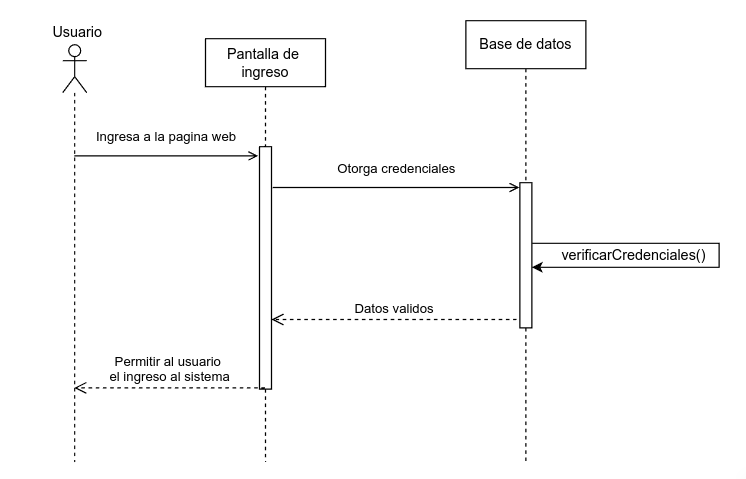 Usuario
Pantalla de
ingreso
Base de datos
Ingresa a la pagina web
Otorga credenciales
verificarCredenciales()
Datos validos
Permitir al usuario
el ingreso al sistema